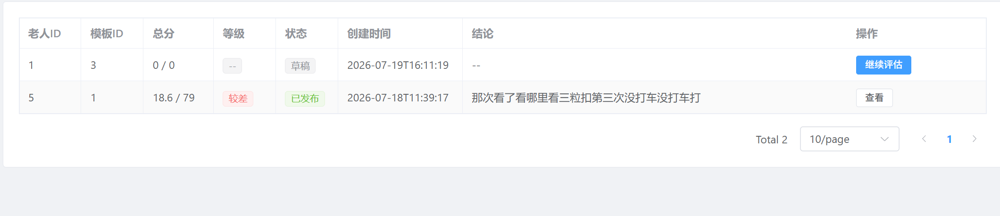 老人ID 模板ID 总分 等级 状态 创建时间 结论 操作
1 3 0 / 0 -- 草稿 2026-07-19T16:11:19 -- 继续评估
5 1 18.6 / 79 较差 已发布 2026-07-18T11:39:17 那次看了看哪里看三粒扣第三次没打车没打车打 查看
Total 2 10/page 1